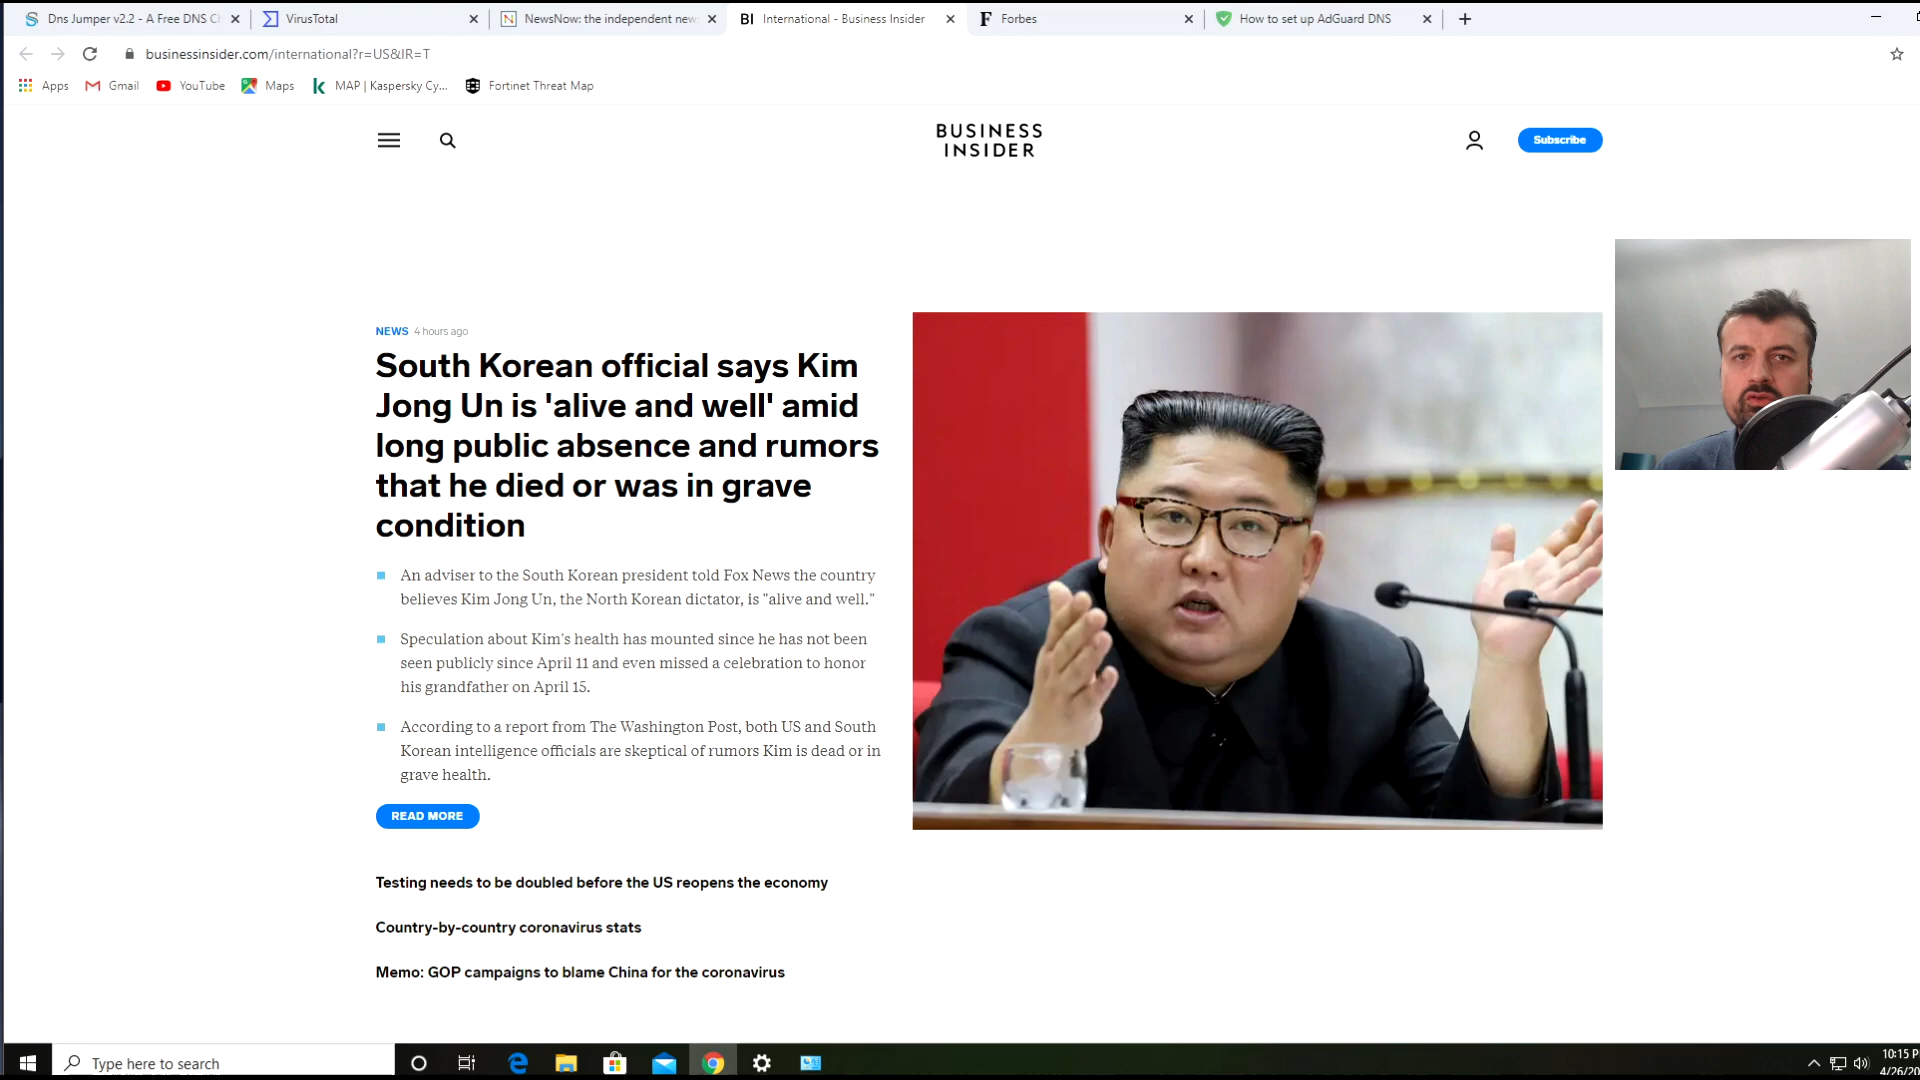 Dns Jumper v2.2 - A Free DNS Ch
VirusTotal
NewsNow: the independent new
BI International - Business Insider
Forbes
How to set up AdGuard DNS
businessinsider.com/international?r=US&IR=T
Apps
Gmail
YouTube
Maps
MAP | Kaspersky Cy...
Fortinet Threat Map
BUSINESS
INSIDER
Subscribe
NEWS 4 hours ago
South Korean official says Kim
Jong Un is 'alive and well' amid
long public absence and rumors
that he died or was in grave
condition
An adviser to the South Korean president told Fox News the country
believes Kim Jong Un, the North Korean dictator, is "alive and well."
Speculation about Kim's health has mounted since he has not been
seen publicly since April 11 and even missed a celebration to honor
his grandfather on April 15.
According to a report from The Washington Post, both US and South
Korean intelligence officials are skeptical of rumors Kim is dead or in
grave health.
READ MORE
Testing needs to be doubled before the US reopens the economy
Country-by-country coronavirus stats
Memo: GOP campaigns to blame China for the coronavirus
Type here to search
10:15 P
4/26/20